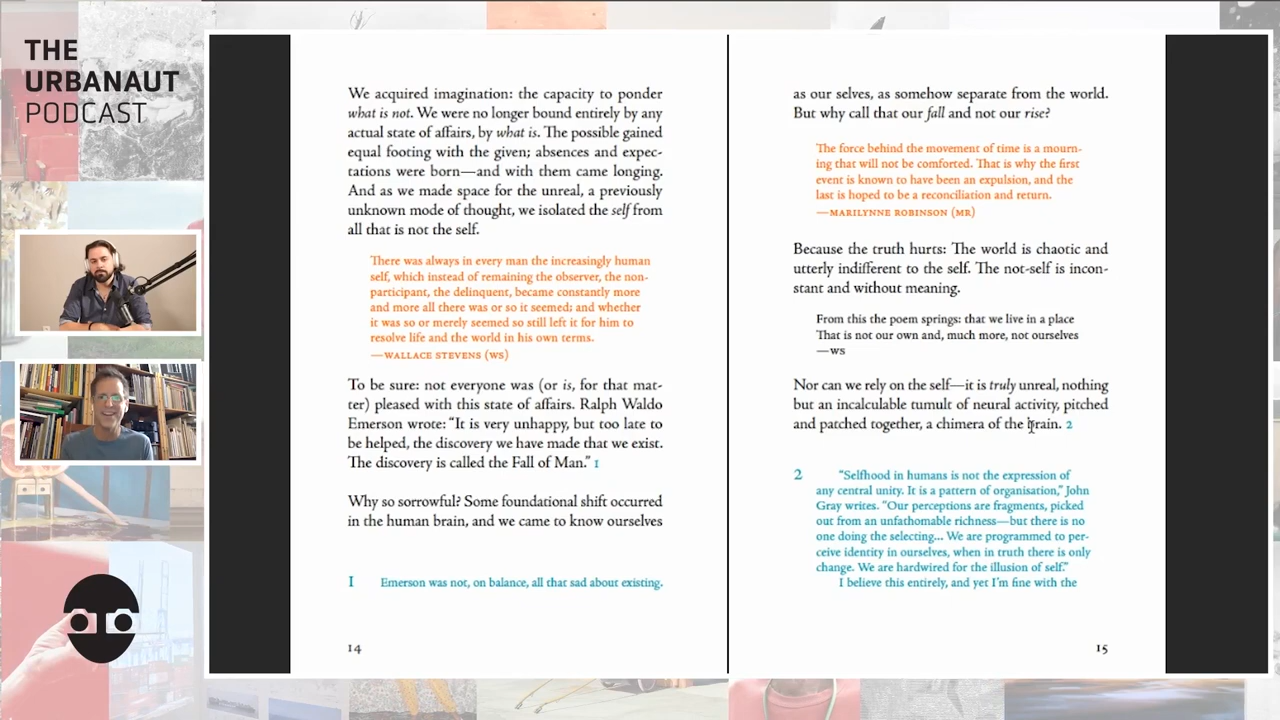 THE
URBANAUT
PODCAST
We acquired imagination: the capacity to ponder
what is not. We were no longer bound entirely by any
actual state of affairs, by what is. The possible gained
equal footing with the given; absences and expec-
tations were born—and with them came longing.
And as we made space for the unreal, a previously
unknown mode of thought, we isolated the self from
all that is not the self.
There was always in every man the increasingly human
self, which instead of remaining the observer, the non-
participant, the delinquent, became constantly more
and more all there was or so it seemed; and whether
it was so or merely seemed so still left it for him to
resolve life and the world in his own terms.
—WALLACE STEVENS (WS)
To be sure: not everyone was (or is, for that mat-
ter) pleased with this state of affairs. Ralph Waldo
Emerson wrote: “It is very unhappy, but too late to
be helped, the discovery we have made that we exist.
The discovery is called the Fall of Man.” 1
Why so sorrowful? Some foundational shift occurred
in the human brain, and we came to know ourselves
1 Emerson was not, on balance, all that sad about existing.
14
as our selves, as somehow separate from the world.
But why call that our fall and not our rise?
The force behind the movement of time is a mourn-
ing that will not be comforted. That is why the first
event is known to have been an expulsion, and the
last is hoped to be a reconciliation and return.
—MARILYNNE ROBINSON (MR)
Because the truth hurts: The world is chaotic and
utterly indifferent to the self. The not-self is incon-
stant and without meaning.
From this the poem springs: that we live in a place
That is not our own and, much more, not ourselves
—WS
Nor can we rely on the self—it is truly unreal, nothing
but an incalculable tumult of neural activity, pitched
and patched together, a chimera of the brain. 2
2 “Selfhood in humans is not the expression of
any central unity. It is a pattern of organisation,” John
Gray writes. “Our perceptions are fragments, picked
out from an unfathomable richness—but there is no
one doing the selecting... We are programmed to per-
ceive identity in ourselves, when in truth there is only
change. We are hardwired for the illusion of self.”
I believe this entirely, and yet I’m fine with the
15